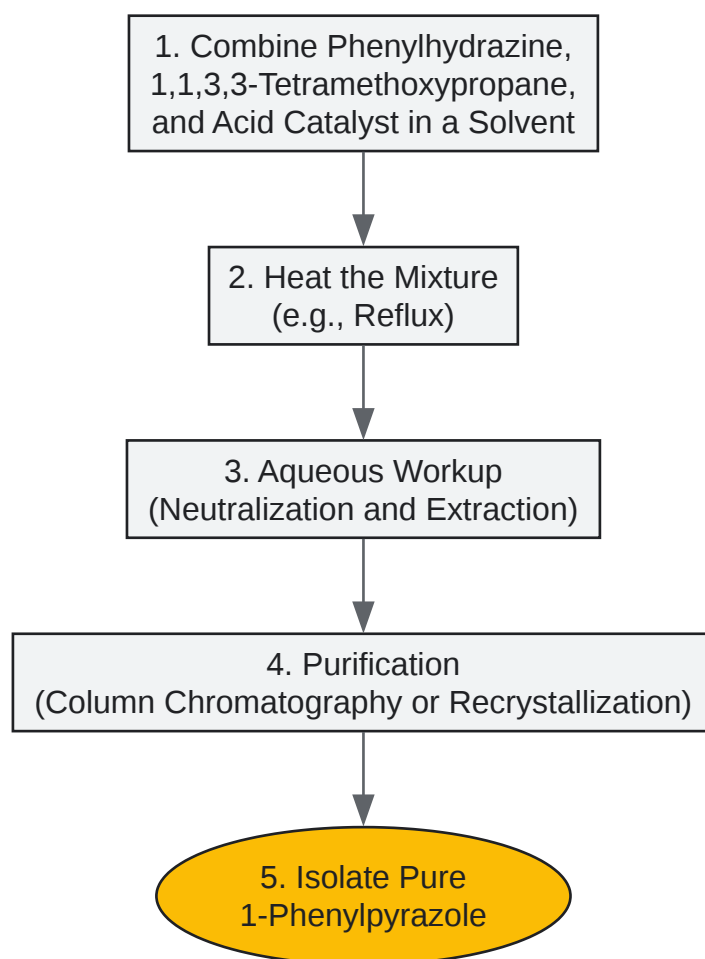 1. Combine Phenylhydrazine,
1,1,3,3-Tetramethoxypropane,
and Acid Catalyst in a Solvent
2. Heat the Mixture
(e.g., Reflux)
3. Aqueous Workup
(Neutralization and Extraction)
4. Purification
(Column Chromatography or Recrystallization)
5. Isolate Pure
1-Phenylpyrazole